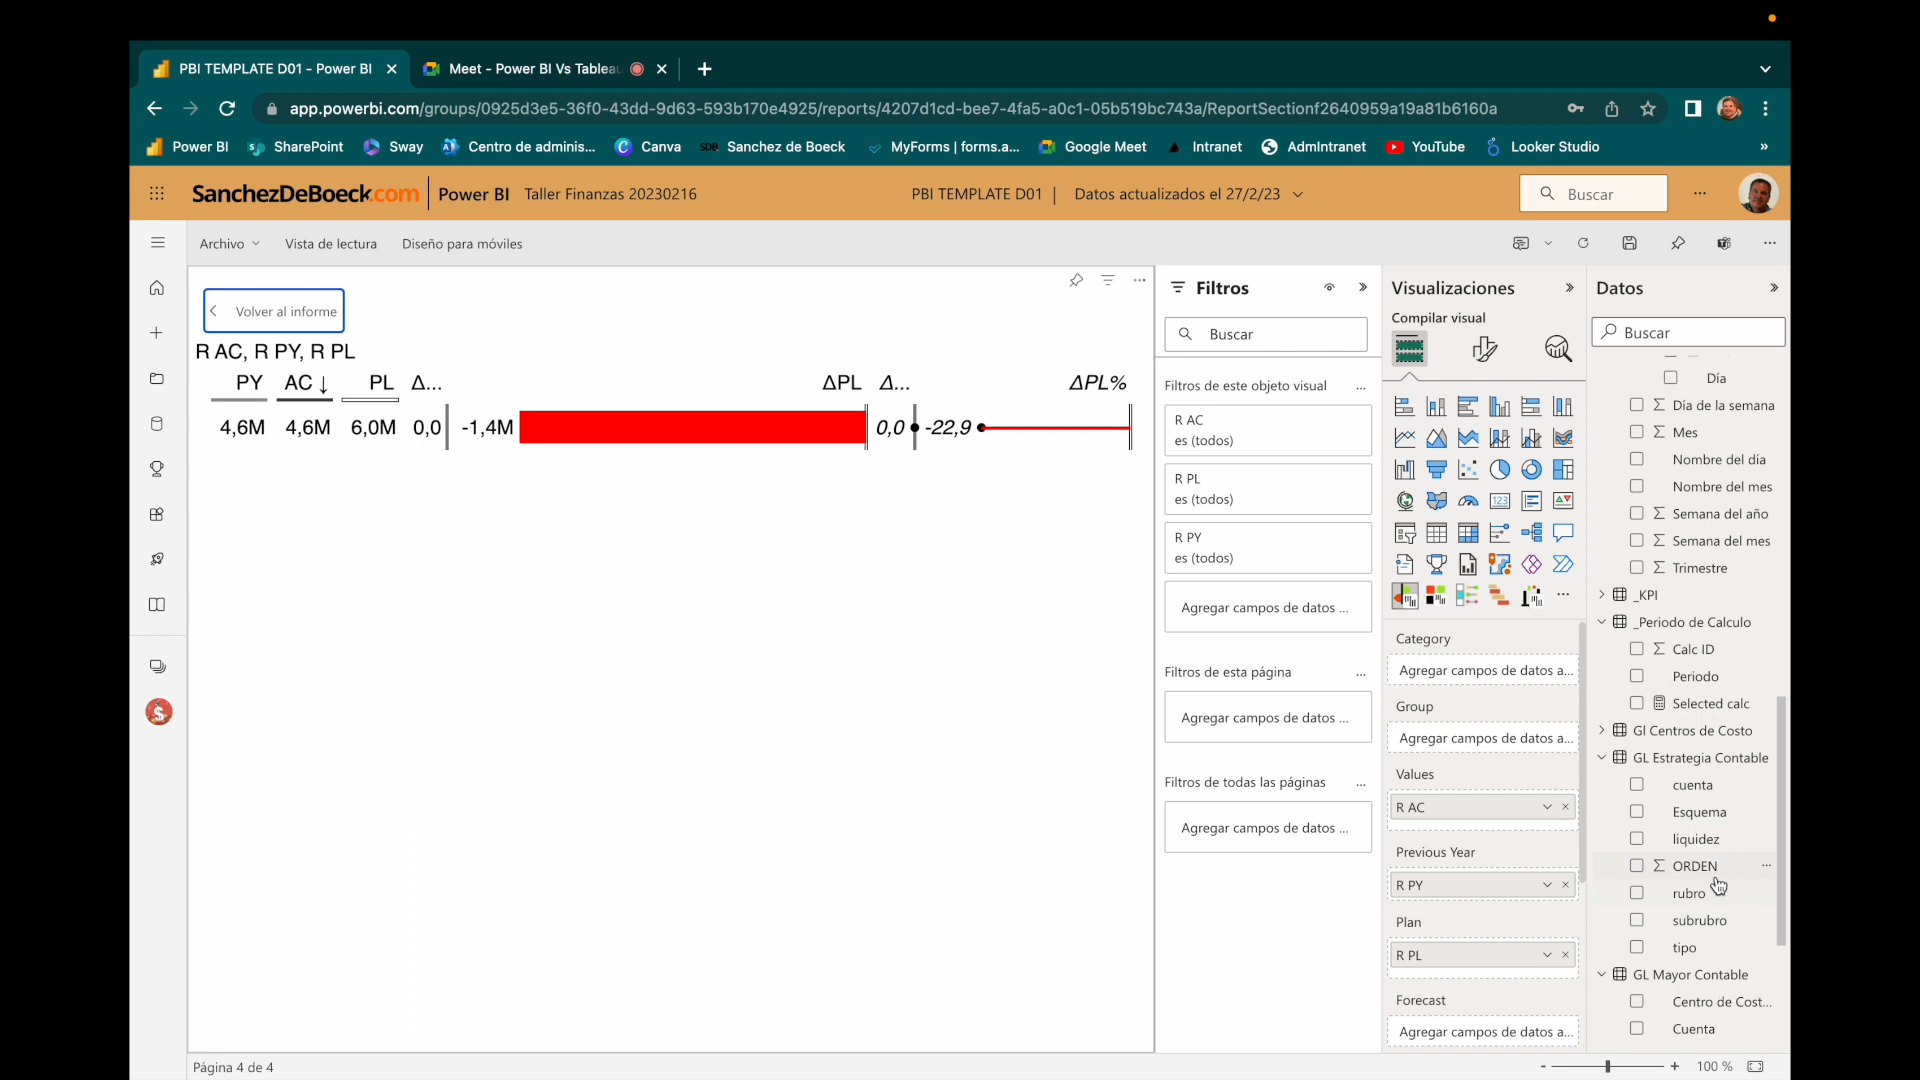 PBI TEMPLATE D01 - Power BI
Meet - Power BI Vs Tablea
app.powerbi.com/groups/0925d3e5-36f0-43dd-9d63-593b170e4925/reports/4207d1cd-bee7-4fa5-a0c1-05b519bc743a/ReportSectionf2640959a19a81b6160a
Power BI
SharePoint
Sway
Centro de adminis...
Canva
Sanchez de Boeck
MyForms | forms.a...
Google Meet
Intranet
AdmIntranet
YouTube
Looker Studio
»
SanchezDeBoeck.com
Power BI
Taller Finanzas 20230216
PBI TEMPLATE D01 | Datos actualizados el 27/2/23
Buscar
Archivo
Vista de lectura
Diseño para móviles
Volver al informe
R AC, R PY, R PL
PY AC ↓ PL Δ... ΔPL Δ... ΔPL%
4,6M 4,6M 6,0M 0,0 -1,4M 0,0 -22,9
Filtros
Buscar
Filtros de este objeto visual
R AC
es (todos)
R PL
es (todos)
R PY
es (todos)
Agregar campos de datos ...
Filtros de esta página
Agregar campos de datos ...
Filtros de todas las páginas
Agregar campos de datos ...
Visualizaciones
Compilar visual
Category
Agregar campos de datos a...
Group
Agregar campos de datos a...
Values
R AC
Previous Year
R PY
Plan
R PL
Forecast
Agregar campos de datos a...
Datos
Buscar
Día
Día de la semana
Mes
Nombre del día
Nombre del mes
Semana del año
Semana del mes
Trimestre
_KPI
_Periodo de Calculo
Calc ID
Periodo
Selected calc
Gl Centros de Costo
GL Estrategia Contable
cuenta
Esquema
liquidez
ORDEN
rubro
subrubro
tipo
GL Mayor Contable
Centro de Cost...
Cuenta
Página 4 de 4
- + 100 %